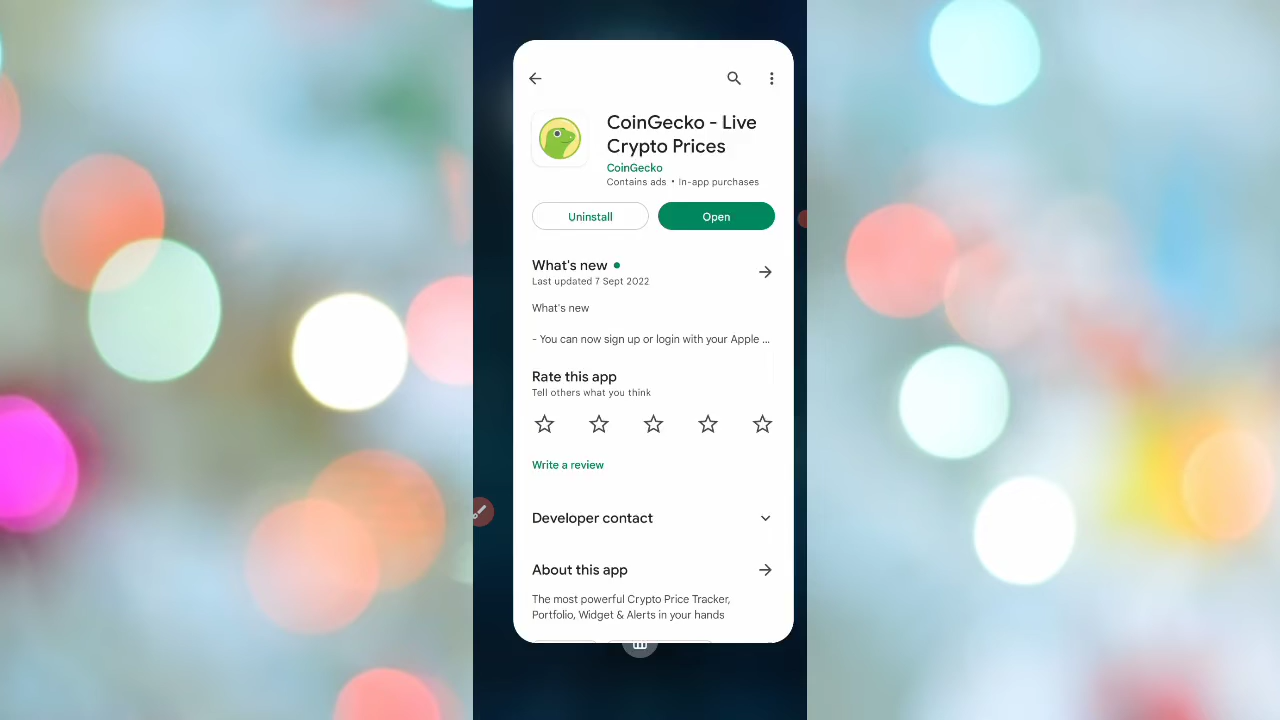 CoinGecko - Live
Crypto Prices
CoinGecko
Contains ads • In-app purchases
Uninstall
Open
What's new
Last updated 7 Sept 2022
What's new
- You can now sign up or login with your Apple ...
Rate this app
Tell others what you think
Write a review
Developer contact
About this app
The most powerful Crypto Price Tracker,
Portfolio, Widget & Alerts in your hands